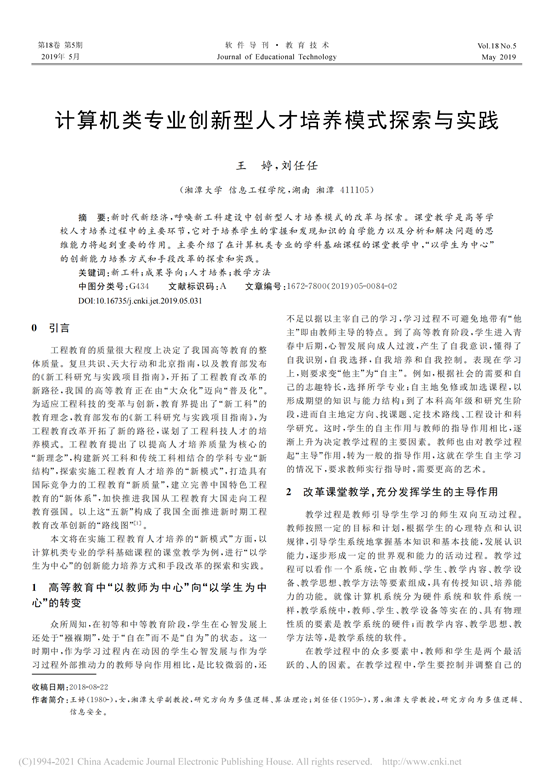 第18卷 第5期
2019年 5月
软 件 导 刊 · 教 育 技 术
Journal of Educational Technology
Vol.18 No.5
May 2019
计算机类专业创新型人才培养模式探索与实践
王 婷,刘任任
(湘潭大学 信息工程学院,湖南 湘潭 411105)
摘 要:新时代新经济,呼唤新工科建设中创新型人才培养模式的改革与探索。课堂教学是高等学
校人才培养过程中的主要环节,它对于培养学生的掌握和发现知识的自学能力以及分析和解决问题的思
维能力将起到重要的作用。主要介绍了在计算机类专业的学科基础课程的课堂教学中,“以学生为中心”
的创新能力培养方式和手段改革的探索和实践。
关键词:新工科;成果导向;人才培养;教学方法
中图分类号:G434 文献标识码:A 文章编号:1672-7800(2019)05-0084-02
DOI:10.16735/j.cnki.jet.2019.05.031
0 引言
工程教育的质量很大程度上决定了我国高等教育的整
体质量。复旦共识、天大行动和北京指南,以及教育部发布
的《新工科研究与实践项目指南》,开拓了工程教育改革的
新路径,我国的高等教育正在由“大众化”迈向“普及化”。
为适应工程科技的变革与创新,教育界提出了“新工科”的
教育理念,教育部发布的《新工科研究与实践项目指南》,为
工程教育改革开拓了新的路径,谋划了工程科技人才的培
养模式。工程教育提出了以提高人才培养质量为核心的
“新理念”,构建新兴工科和传统工科相结合的学科专业“新
结构”,探索实施工程教育人才培养的“新模式”,打造具有
国际竞争力的工程教育“新质量”,建立完善中国特色工程
教育的“新体系”,加快推进我国从工程教育大国走向工程
教育强国。以上这“五新”构成了我国全面推进新时期工程
教育改革创新的“路线图”[1]。
本文将在实施工程教育人才培养的“新模式”方面,以
计算机类专业的学科基础课程的课堂教学为例,进行“以学
生为中心”的创新能力培养方式和手段改革的探索和实践。
1 高等教育中“以教师为中心”向“以学生为中
心”的转变
众所周知,在初等和中等教育阶段,学生在心智发展上
还处于“襁褓期”,处于“自在”而不是“自为”的状态。这一
时期中,作为学习过程内在动因的学生心智发展与作为学
习过程外部推动力的教师导向作用相比,是比较弱的,还
不足以据以主宰自己的学习,学习过程不可避免地带有“他
主”即由教师主导的特点。到了高等教育阶段,学生进入青
春中后期,心智发展向成人过渡,产生了自我意识,懂得了
自我识别,自我选择,自我培养和自我控制。表现在学习
上,则要求变“他主”为“自主”。例如,根据社会的需要和自
己的志趣特长,选择所学专业;自主地免修或加选课程,以
形成期望的知识与能力结构;到了本科高年级和研究生阶
段,进而自主地定方向、找课题、定技术路线、工程设计和科
学研究。这时,学生的自主作用与教师的指导作用相比,逐
渐上升为决定教学过程的主要因素。教师也由对教学过程
起“主导”作用,转为一般的指导作用,这就在学生自主学习
的情况下,要求教师实行指导时,需要更高的艺术。
2 改革课堂教学,充分发挥学生的主导作用
教学过程是教师引导学生学习的师生双向互动过程。
教师按照一定的目标和计划,根据学生的心理特点和认识
规律,引导学生系统地掌握基本知识和基本技能,发展认识
能力,逐步形成一定的世界观和能力的活动过程。教学过
程可以看作一个系统,它由教师、学生、教学内容、教学设
备、教学思想、教学方法等要素组成,具有传授知识、培养能
力的功能。就像计算机系统分为硬件系统和软件系统一
样,教学系统中,教师、学生、教学设备等实在的、具有物理
性质的要素是教学系统的硬件;而教学内容、教学思想、教
学方法等,是教学系统的软件。
在教学过程中的众多要素中,教师和学生是两个最活
跃的、人的因素。在教学过程中,学生要控制并调整自己的
收稿日期:2018-08-22
作者简介:王婷(1980-),女,湘潭大学副教授,研究方向为多值逻辑、算法理论;刘任任(1959-),男,湘潭大学教授,研究方向为多值逻辑、
信息安全。
(C)1994-2021 China Academic Journal Electronic Publishing House. All rights reserved. http://www.cnki.net